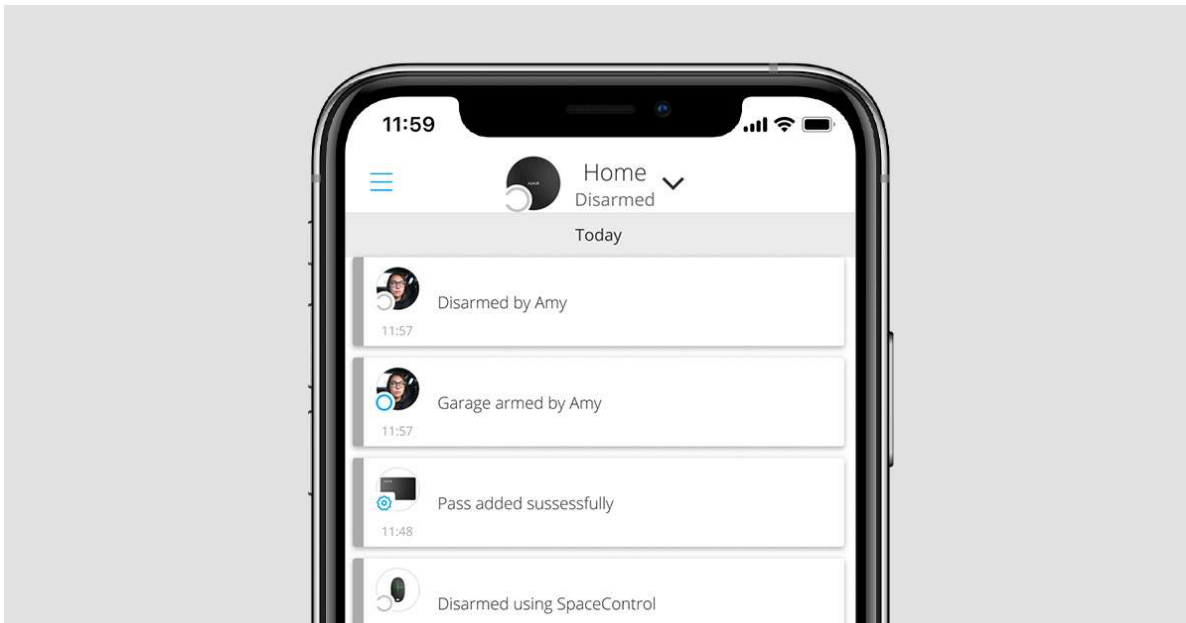 11:59
Home
Disarmed
Today
Disarmed by Amy
11:57
Garage armed by Amy
11:57
Pass added sussessfully
11:48
Disarmed using SpaceControl